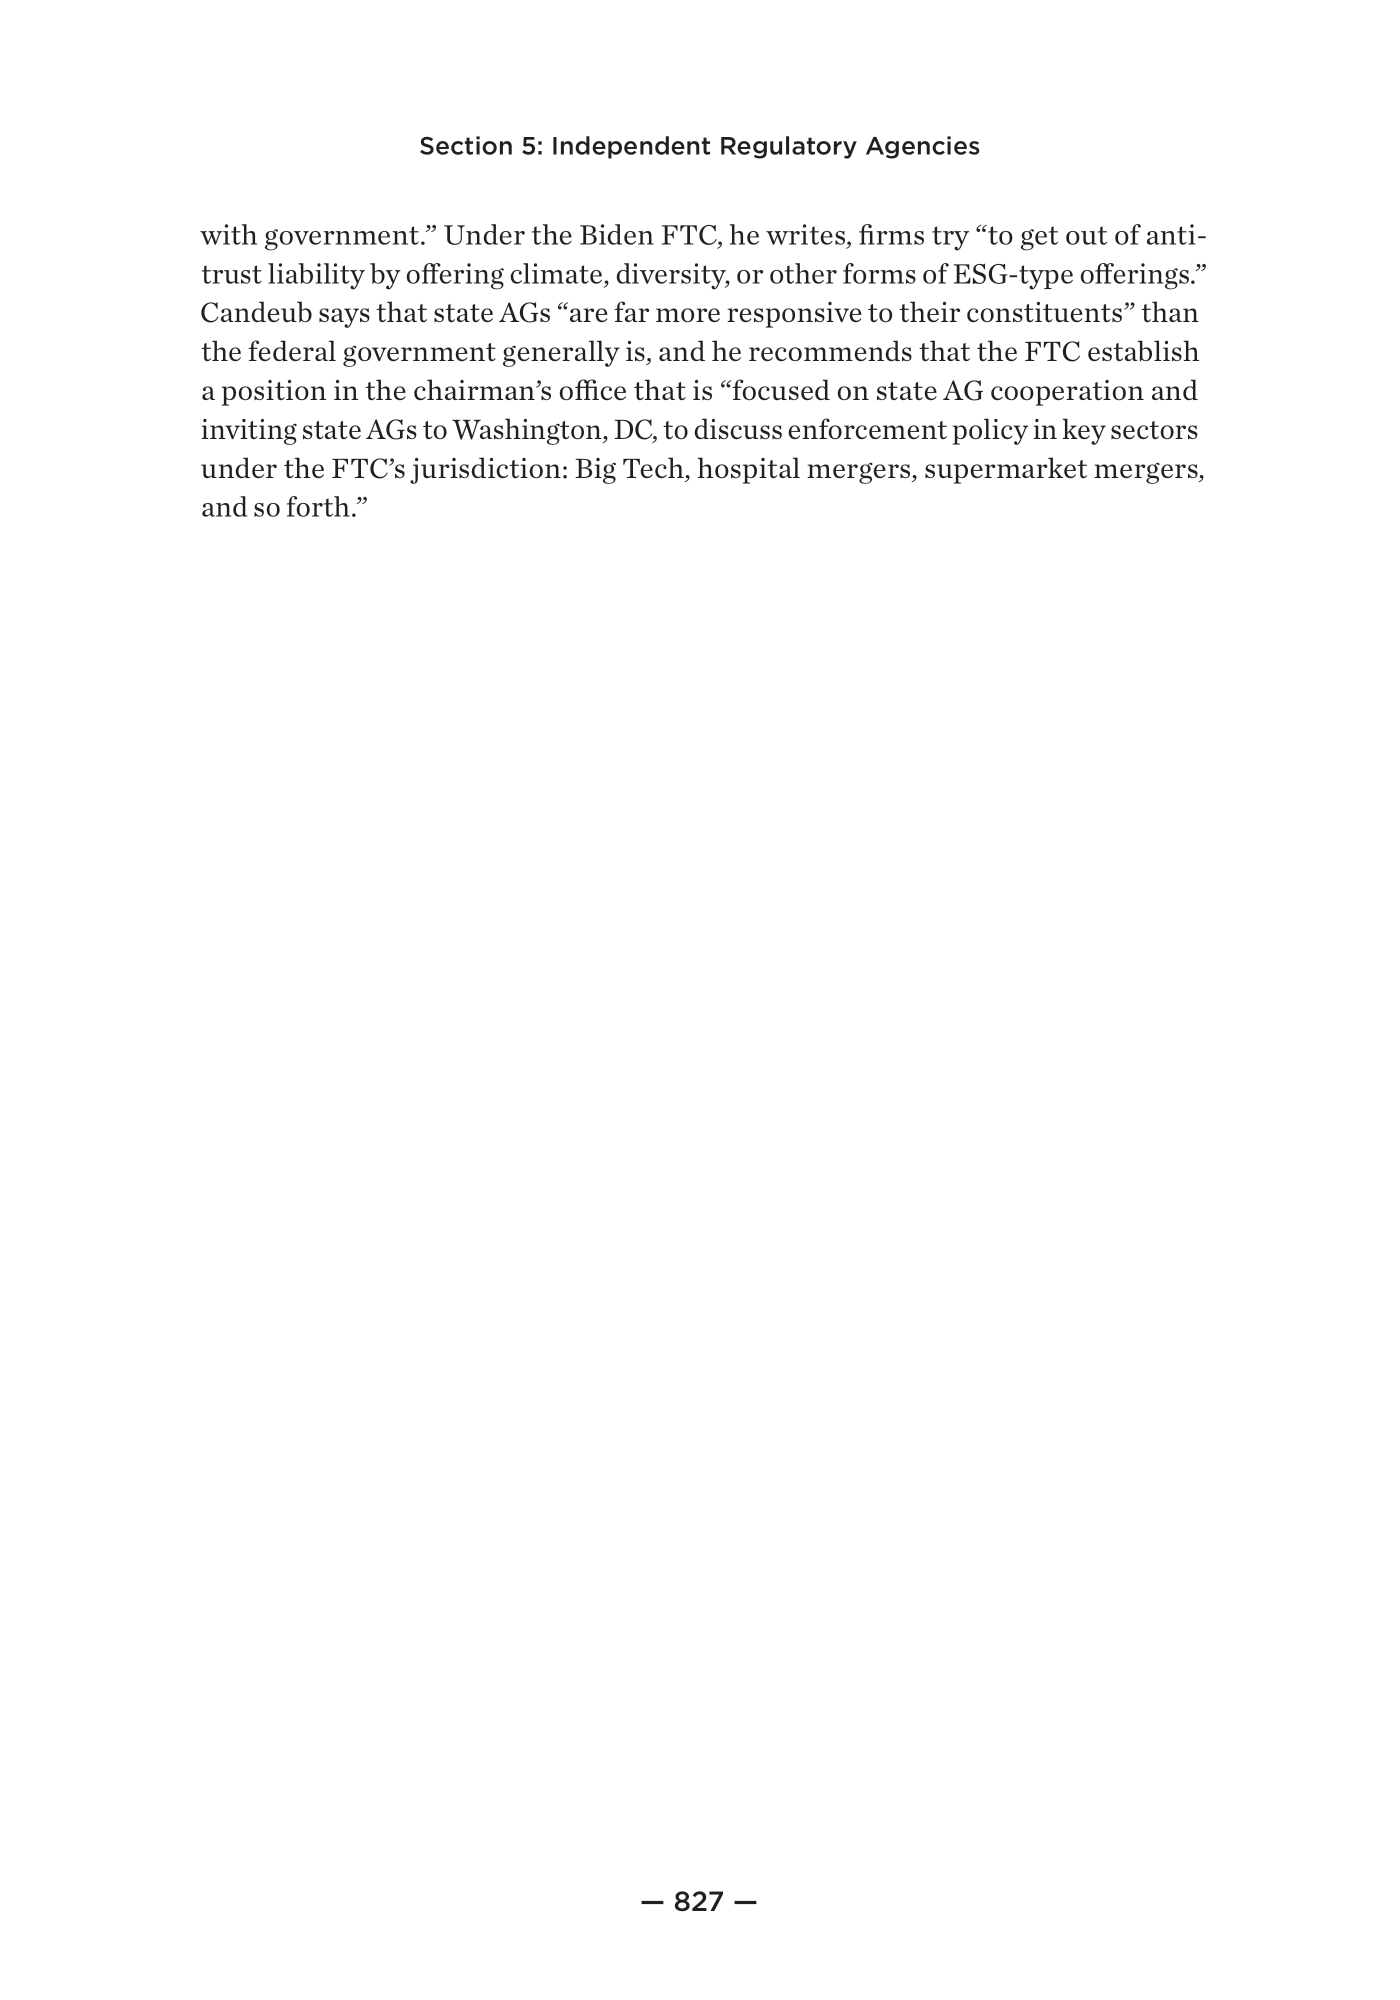 Section 5: Independent Regulatory Agencies
with government.” Under the Biden FTC, he writes, firms try “to get out of anti-
trust liability by offering climate, diversity, or other forms of ESG-type offerings.”
Candeub says that state AGs “are far more responsive to their constituents” than
the federal government generally is, and he recommends that the FTC establish
a position in the chairman’s office that is “focused on state AG cooperation and
inviting state AGs to Washington, DC, to discuss enforcement policy in key sectors
under the FTC’s jurisdiction: Big Tech, hospital mergers, supermarket mergers,
and so forth.”
— 827 —